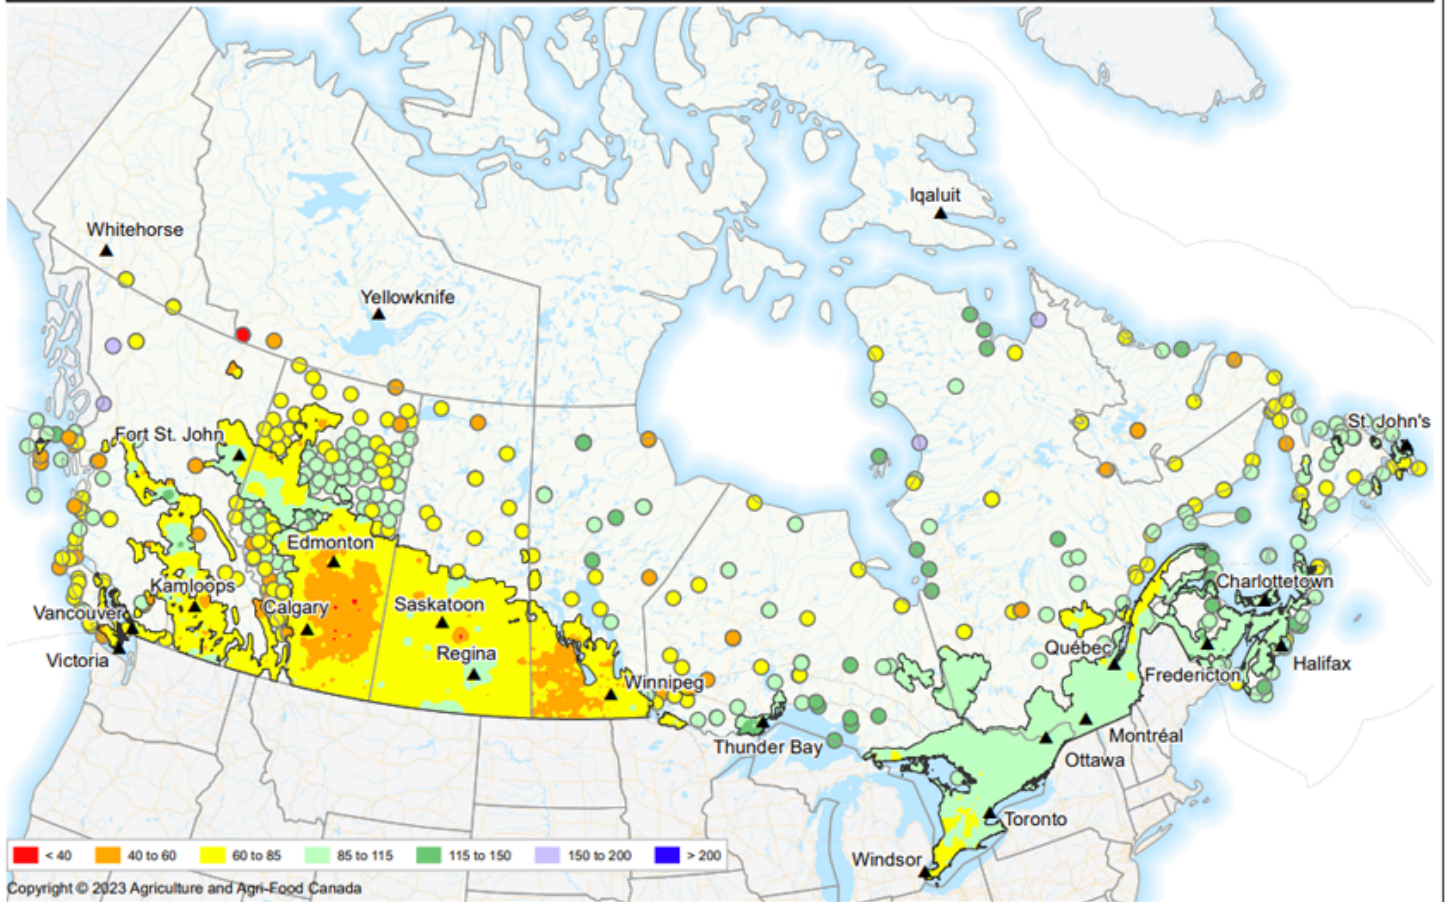 Iqaluit
Whitehorse
Yellowknife
St. John's
Fort St. John
Edmonton
Charlottetown
Kamloops
Calgary
Saskatoon
Vancouver
Québec
Regina
Victoria
Halifax
Fredericton
Winnipeg
Montréal
Thunder Bay
Ottawa
Toronto
Windsor
< 40 40 to 60 60 to 85 85 to 115 115 to 150 150 to 200 > 200
Copyright © 2023 Agriculture and Agri-Food Canada